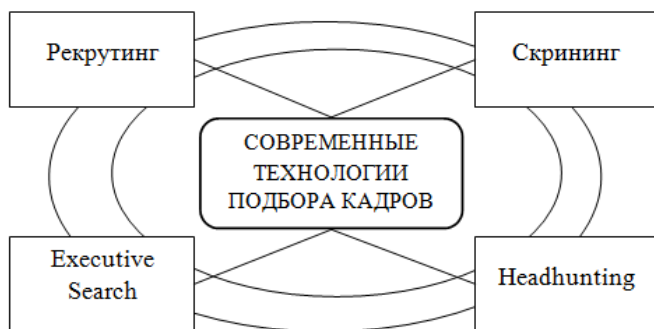 Рекрутинг
Скрининг
СОВРЕМЕННЫЕ
ТЕХНОЛОГИИ
ПОДБОРА КАДРОВ
Executive
Search
Headhunting